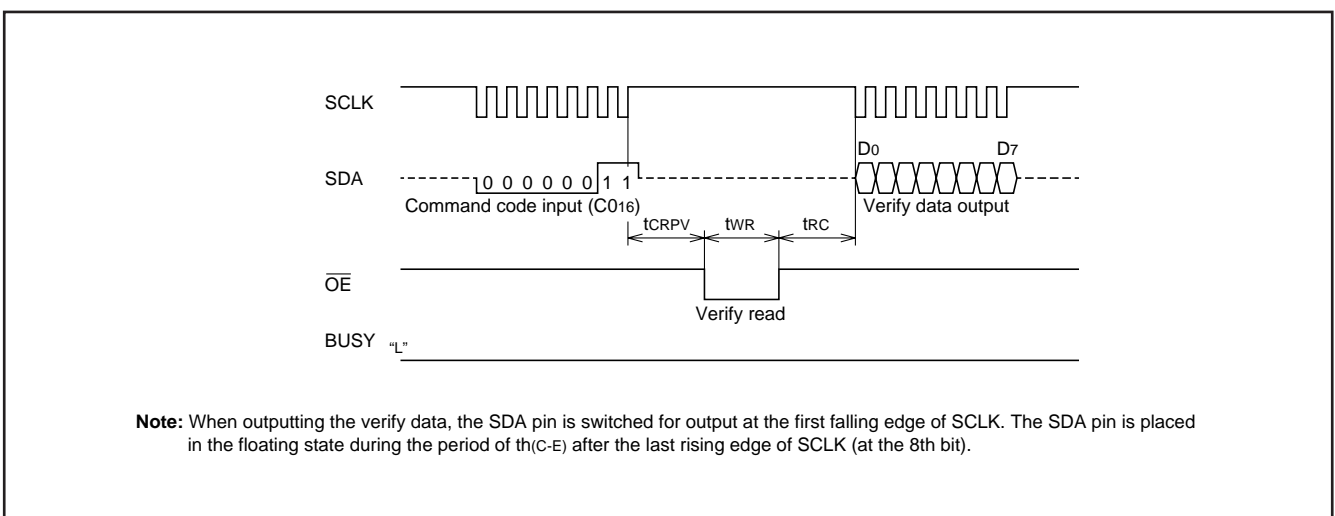 SCLK
D0 D7
SDA
0 0 0 0 0 0 1 1
Command code input (C016)
Verify data output
tCRPV tWR tRC
OE
Verify read
BUSY “L”
Note: When outputting the verify data, the SDA pin is switched for output at the first falling edge of SCLK. The SDA pin is placed
in the floating state during the period of th(C-E) after the last rising edge of SCLK (at the 8th bit).